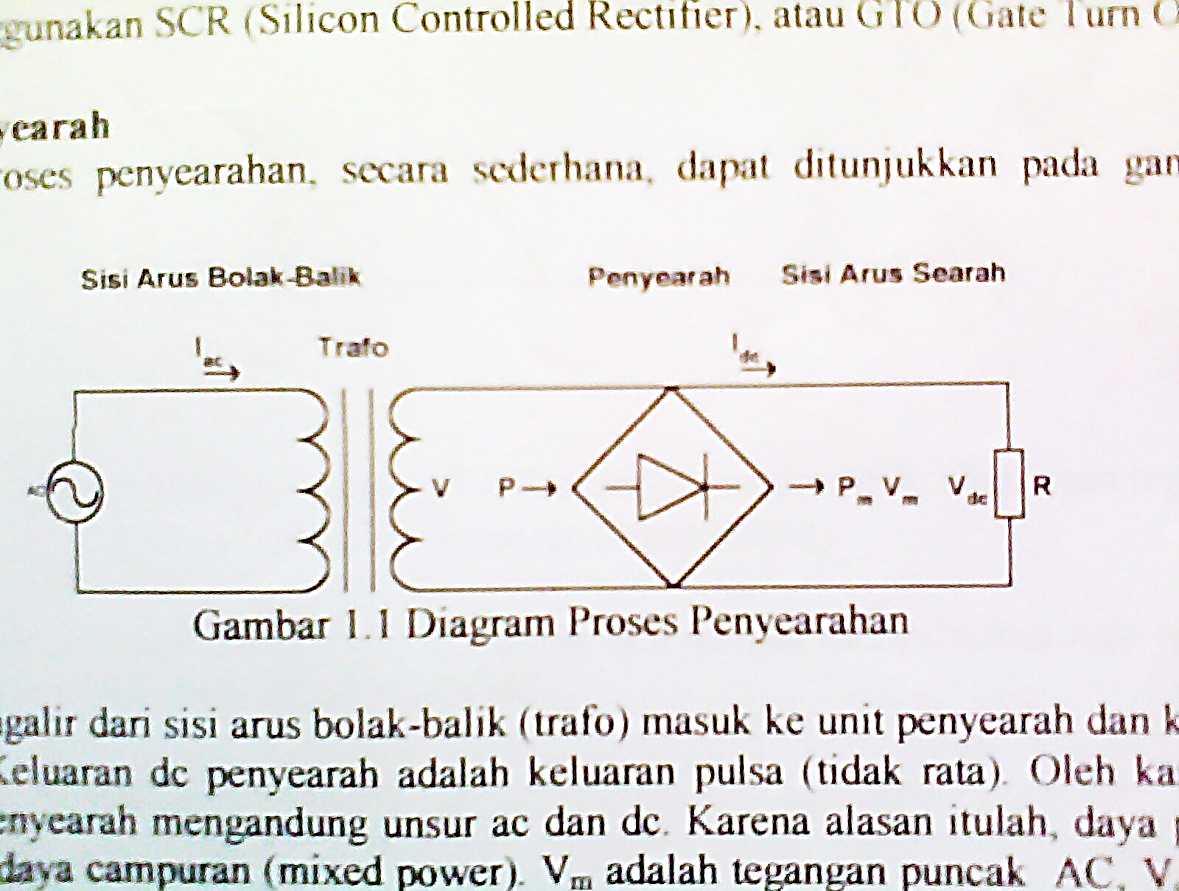 gunakan SCR (Silicon Controlled Rectifier), atau GTO (Gate Turn O
yearah
roses penyearahan, secara sederhana, dapat ditunjukkan pada gam
Sisi Arus Bolak-Balik Penyearah Sisi Arus Searah
Iac Trafo Idc
V P Pm Vm Vdc R
Gambar 1.1 Diagram Proses Penyearahan
galir dari sisi arus bolak-balik (trafo) masuk ke unit penyearah dan k
Keluaran dc penyearah adalah keluaran pulsa (tidak rata). Oleh ka
enyearah mengandung unsur ac dan dc. Karena alasan itulah, daya p
daya campuran (mixed power). Vm adalah tegangan puncak AC, V